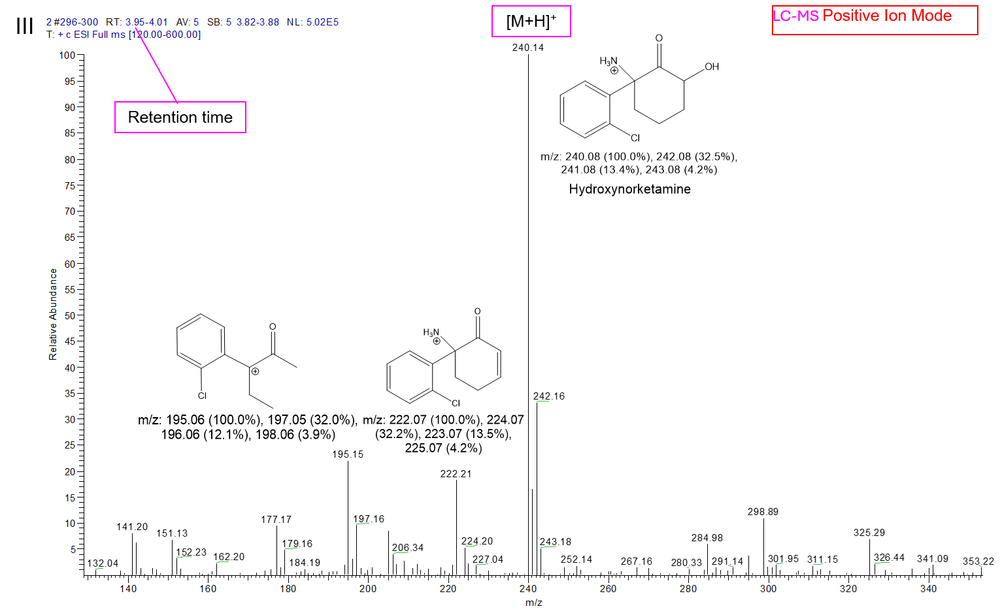 III
2 #296-300 RT: 3.95-4.01 AV: 5 SB: 5 3.82-3.88 NL: 5.02E5
T: + c ESI Full ms [120.00-600.00]
[M+H]+
LC-MS Positive Ion Mode
Retention time
100
95
90
85
80
75
70
65
60
55
50
45
40
35
30
25
20
15
10
5
Relative Abundance
240.14
O
H₃N
⊕
OH
Cl
m/z: 240.08 (100.0%), 242.08 (32.5%),
241.08 (13.4%), 243.08 (4.2%)
Hydroxynorketamine
O
⊕
Cl
m/z: 195.06 (100.0%), 197.05 (32.0%),
196.06 (12.1%), 198.06 (3.9%)
O
H₃N
⊕
Cl
m/z: 222.07 (100.0%), 224.07
(32.2%), 223.07 (13.5%),
225.07 (4.2%)
242.16
195.15
222.21
197.16
177.17
141.20
151.13
179.16
152.23
162.20
132.04
184.19
206.34
224.20
227.04
243.18
252.14
267.16
280.33
284.98
291.14
298.89
301.95
311.15
325.29
326.44
341.09
353.22
140
160
180
200
220
240
260
280
300
320
340
m/z